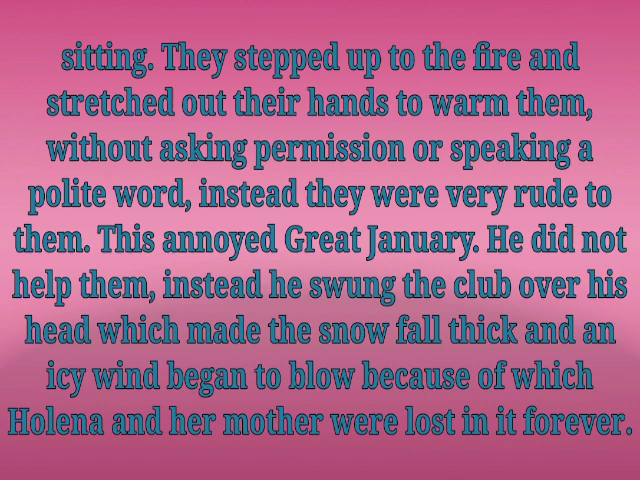 sitting. They stepped up to the fire and
stretched out their hands to warm them,
without asking permission or speaking a
polite word, instead they were very rude to
them. This annoyed Great January. He did not
help them, instead he swung the club over his
head which made the snow fall thick and an
icy wind began to blow because of which
Holena and her mother were lost in it forever.